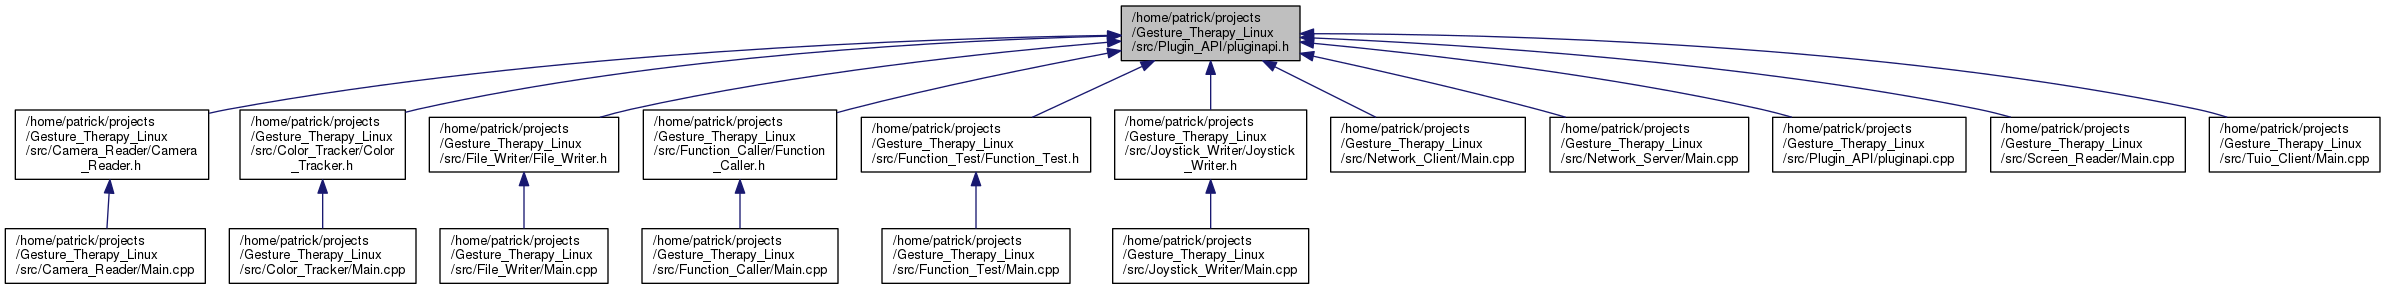 /home/patrick/projects
/Gesture_Therapy_Linux
/src/Plugin_API/pluginapi.h
/home/patrick/projects
/Gesture_Therapy_Linux
/src/Camera_Reader/Camera
_Reader.h
/home/patrick/projects
/Gesture_Therapy_Linux
/src/Color_Tracker/Color
_Tracker.h
/home/patrick/projects
/Gesture_Therapy_Linux
/src/File_Writer/File_Writer.h
/home/patrick/projects
/Gesture_Therapy_Linux
/src/Function_Caller/Function
_Caller.h
/home/patrick/projects
/Gesture_Therapy_Linux
/src/Function_Test/Function_Test.h
/home/patrick/projects
/Gesture_Therapy_Linux
/src/Joystick_Writer/Joystick
_Writer.h
/home/patrick/projects
/Gesture_Therapy_Linux
/src/Network_Client/Main.cpp
/home/patrick/projects
/Gesture_Therapy_Linux
/src/Network_Server/Main.cpp
/home/patrick/projects
/Gesture_Therapy_Linux
/src/Plugin_API/pluginapi.cpp
/home/patrick/projects
/Gesture_Therapy_Linux
/src/Screen_Reader/Main.cpp
/home/patrick/projects
/Gesture_Therapy_Linux
/src/Tuio_Client/Main.cpp
/home/patrick/projects
/Gesture_Therapy_Linux
/src/Camera_Reader/Main.cpp
/home/patrick/projects
/Gesture_Therapy_Linux
/src/Color_Tracker/Main.cpp
/home/patrick/projects
/Gesture_Therapy_Linux
/src/File_Writer/Main.cpp
/home/patrick/projects
/Gesture_Therapy_Linux
/src/Function_Caller/Main.cpp
/home/patrick/projects
/Gesture_Therapy_Linux
/src/Function_Test/Main.cpp
/home/patrick/projects
/Gesture_Therapy_Linux
/src/Joystick_Writer/Main.cpp